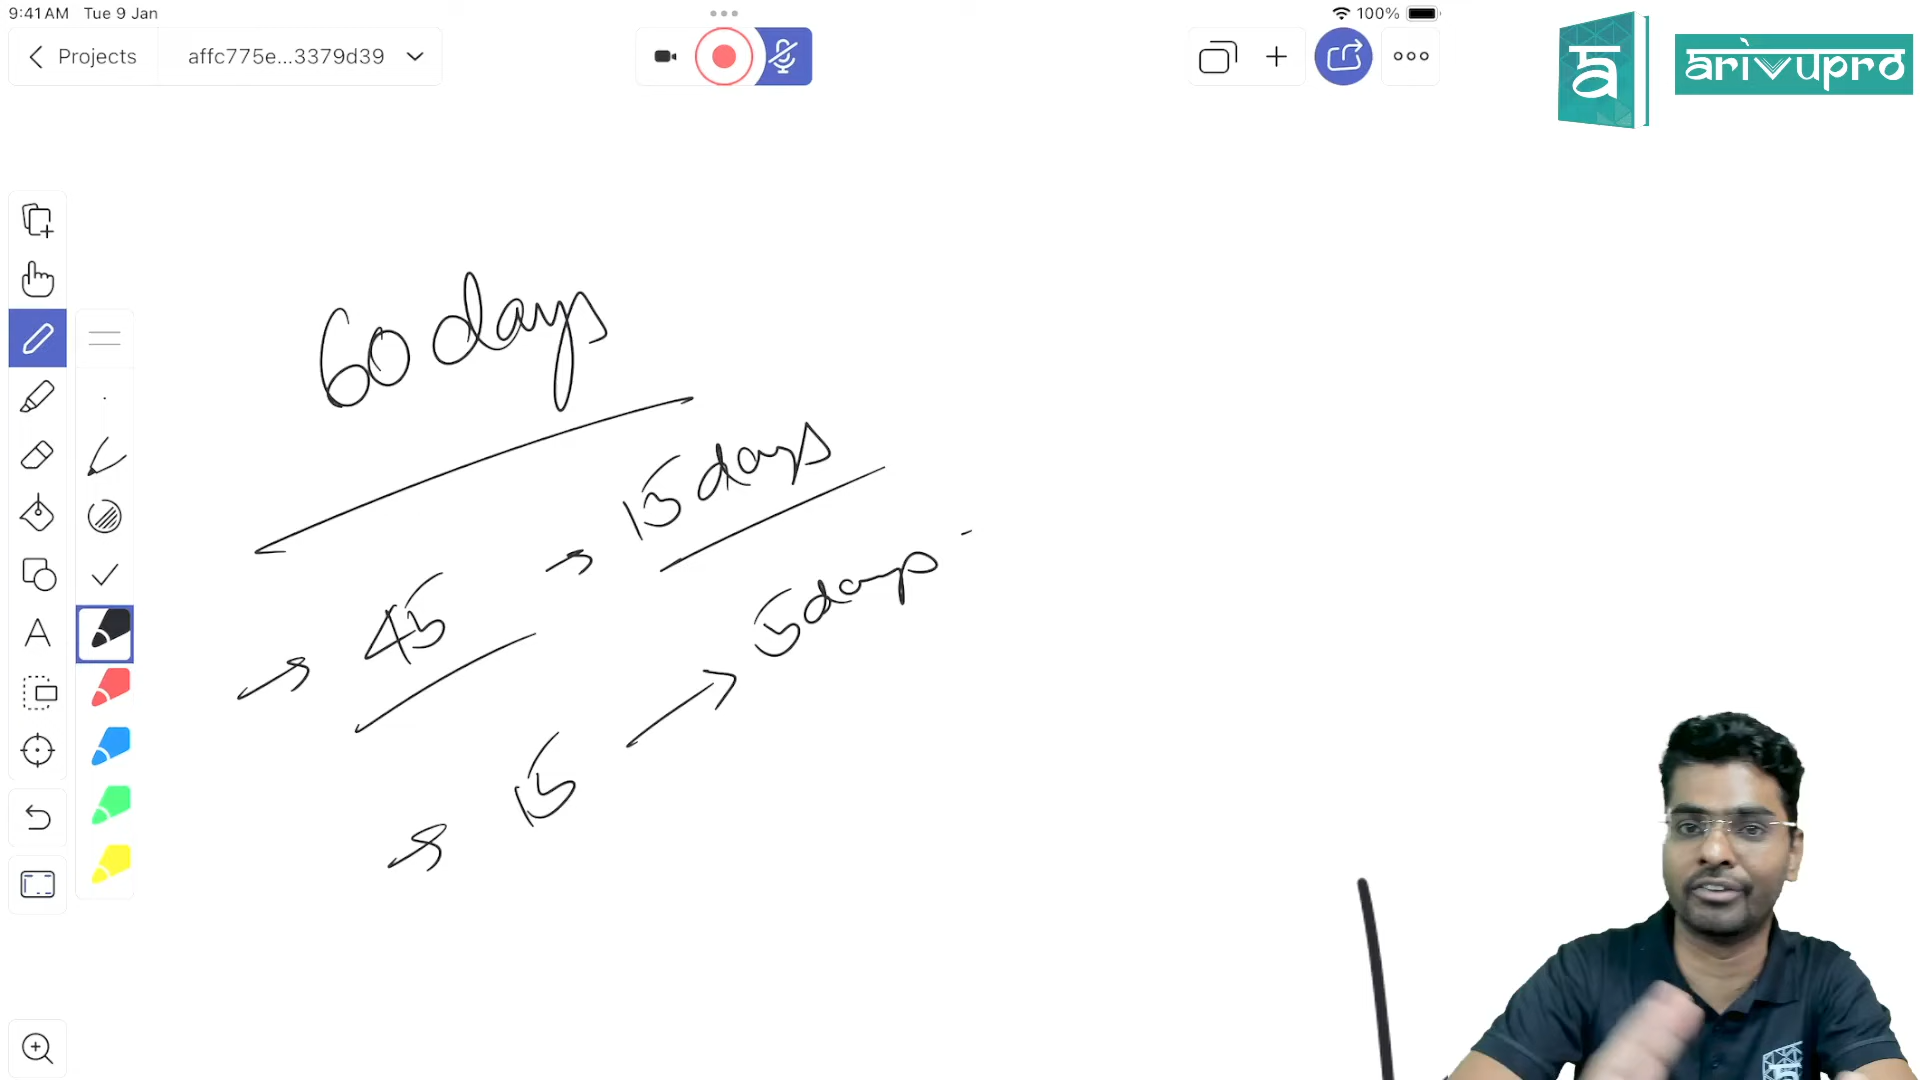 9:41 AM Tue 9 Jan
100%
Projects
affc775e...3379d39
ā
arivupro
60 days
15 days
45
5 days
15
A